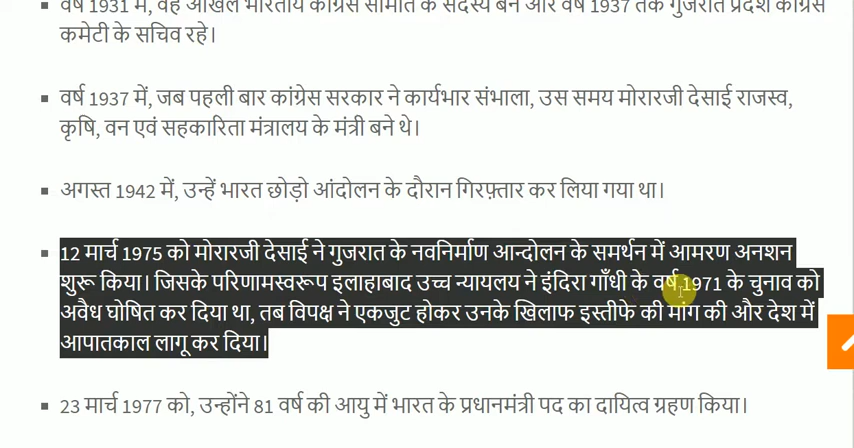 वर्ष 1931 में, वह अखिल भारतीय कांग्रेस समिति के सदस्य बने और वर्ष 1937 तक गुजरात प्रदेश कांग्रेस
कमेटी के सचिव रहे।
वर्ष 1937 में, जब पहली बार कांग्रेस सरकार ने कार्यभार संभाला, उस समय मोरारजी देसाई राजस्व,
कृषि, वन एवं सहकारिता मंत्रालय के मंत्री बने थे।
अगस्त 1942 में, उन्हें भारत छोड़ो आंदोलन के दौरान गिरफ़्तार कर लिया गया था।
12 मार्च 1975 को मोरारजी देसाई ने गुजरात के नवनिर्माण आन्दोलन के समर्थन में आमरण अनशन
शुरू किया। जिसके परिणामस्वरूप इलाहाबाद उच्च न्यायलय ने इंदिरा गाँधी के वर्ष 1971 के चुनाव को
अवैध घोषित कर दिया था, तब विपक्ष ने एकजुट होकर उनके खिलाफ इस्तीफे की मांग की और देश में
आपातकाल लागू कर दिया।
23 मार्च 1977 को, उन्होंने 81 वर्ष की आयु में भारत के प्रधानमंत्री पद का दायित्व ग्रहण किया।